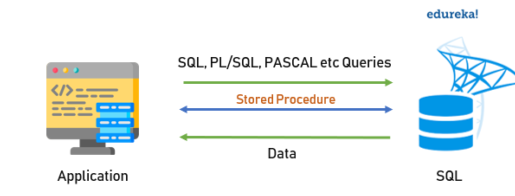 edureka!
SQL, PL/SQL, PASCAL etc Queries
</>
Stored Procedure
Data
Application
SQL